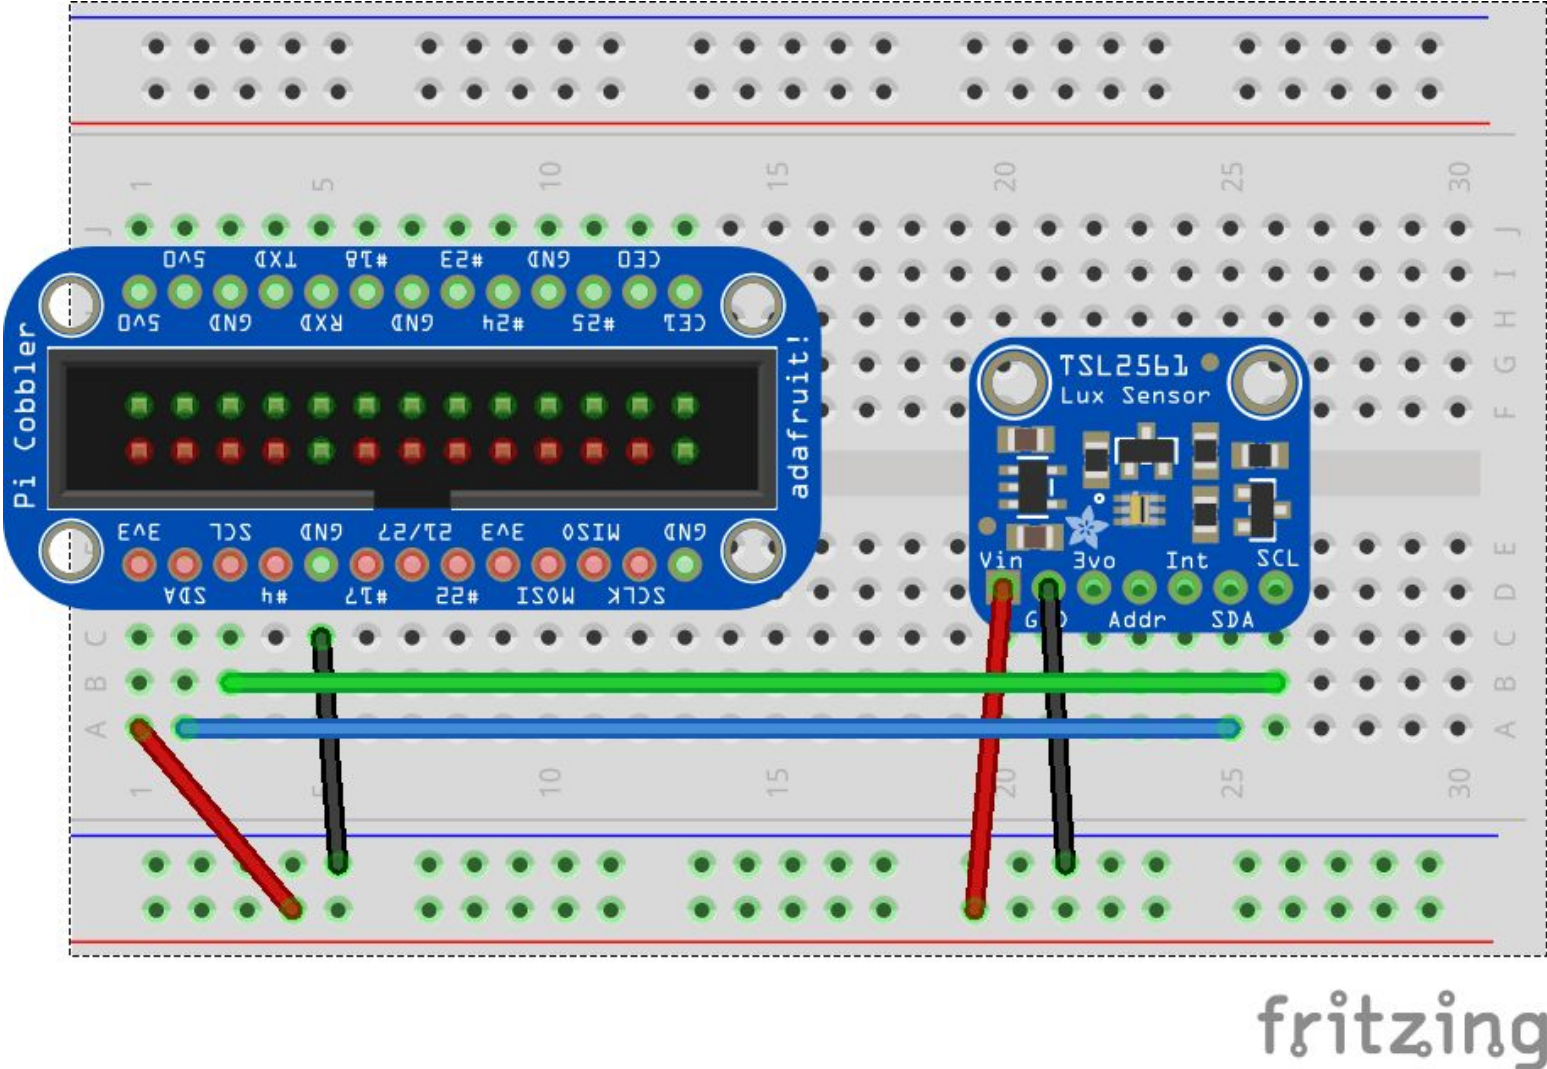 1 5 10 15 20 25 30
J J
5V0 TXD #18 #23 GND CE0
5V0 GND RXD GND #24 #25 CE1
I
H
G
F F
Pi Cobbler
adafruit!
TSL2561
Lux Sensor
3V3 SCL GND 21/27 3V3 MISO GND
SDA #4 #17 #22 MOSI SCLK
E
D
Vin 3vo Int SCL
GND Addr SDA
C C
B B
A A
1 5 10 15 20 25 30
fritzing